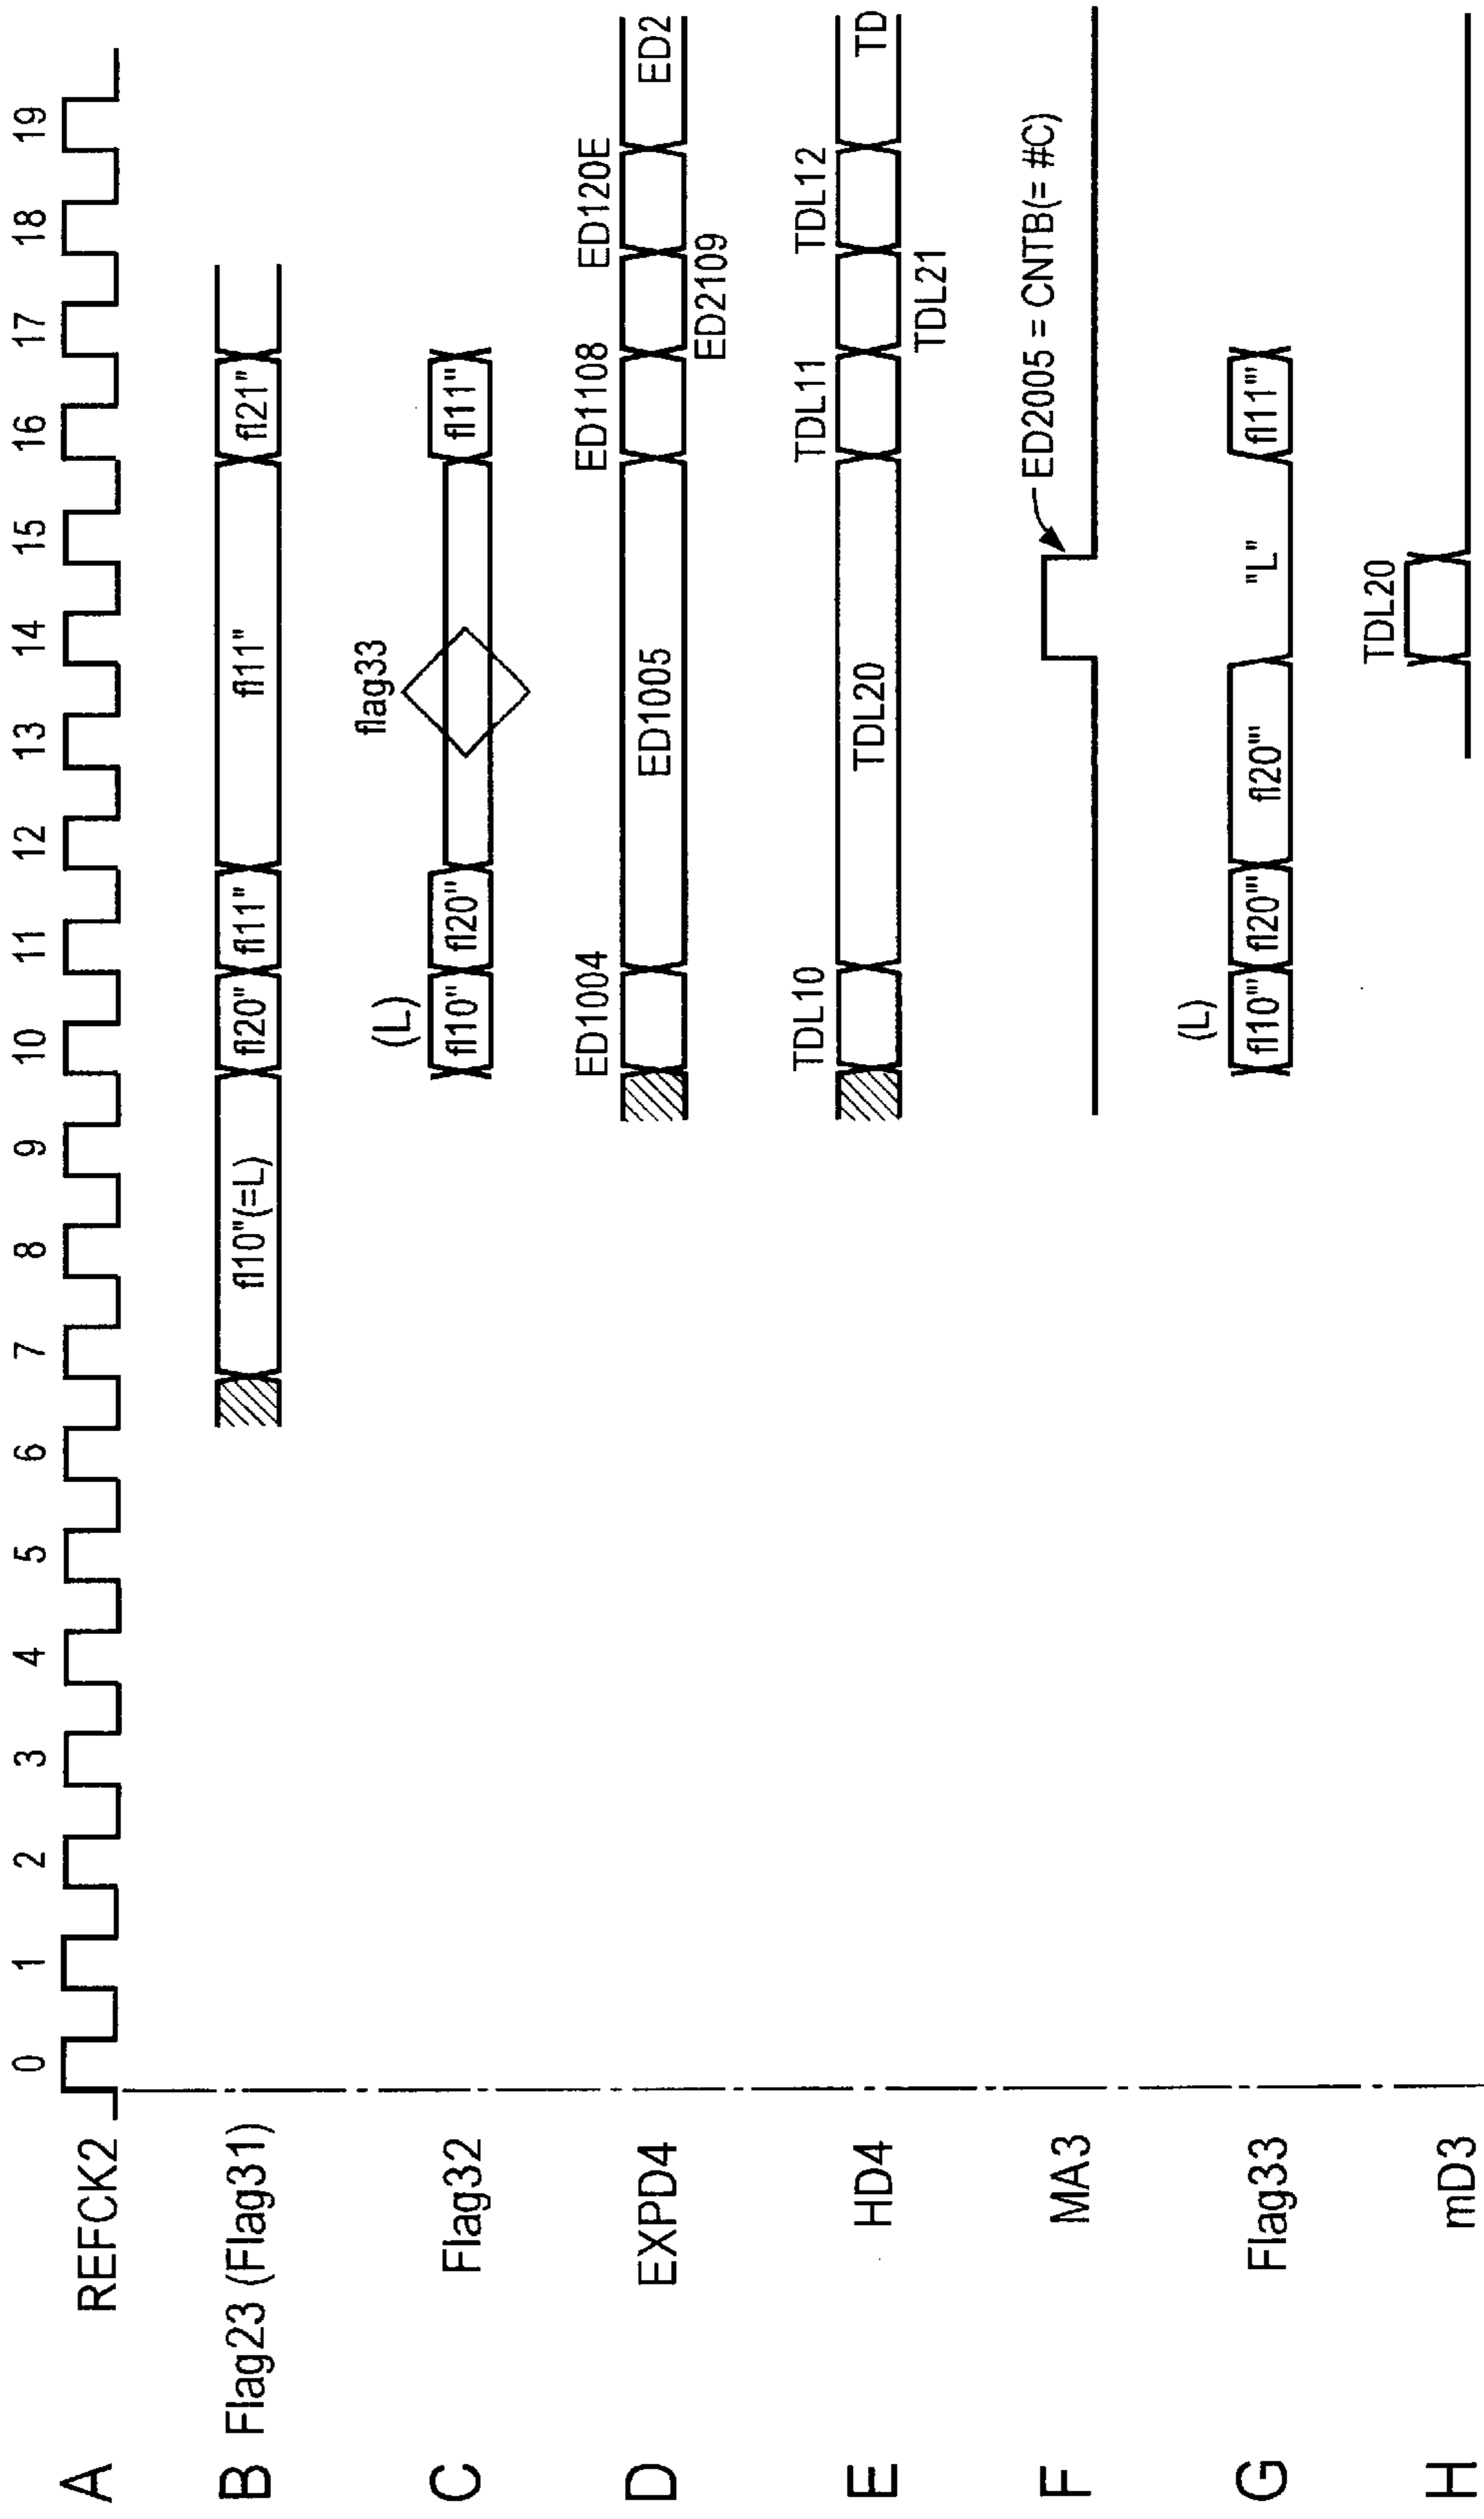 0 1 2 3 4 5 6 7 8 9 10 11 12 13 14 15 16 17 18 19
A REFCK2
B Flag23 (Flag31) fl10"(=L) fl20" fl11" fl11" fl21"
(L) flag33
C Flag32 fl10" fl20" fl11"
ED1004 ED1108 ED120E
D EXPD4 ED1005 ED2
ED2109
TDL10 TDL11 TDL12
E HD4 TDL20 TD
TDL21
ED2005 = CNTB(= #C)
F MA3
(L)
G Flag33 fl10"' fl20"' fl20"' "L" fl11"'
TDL20
H mD3